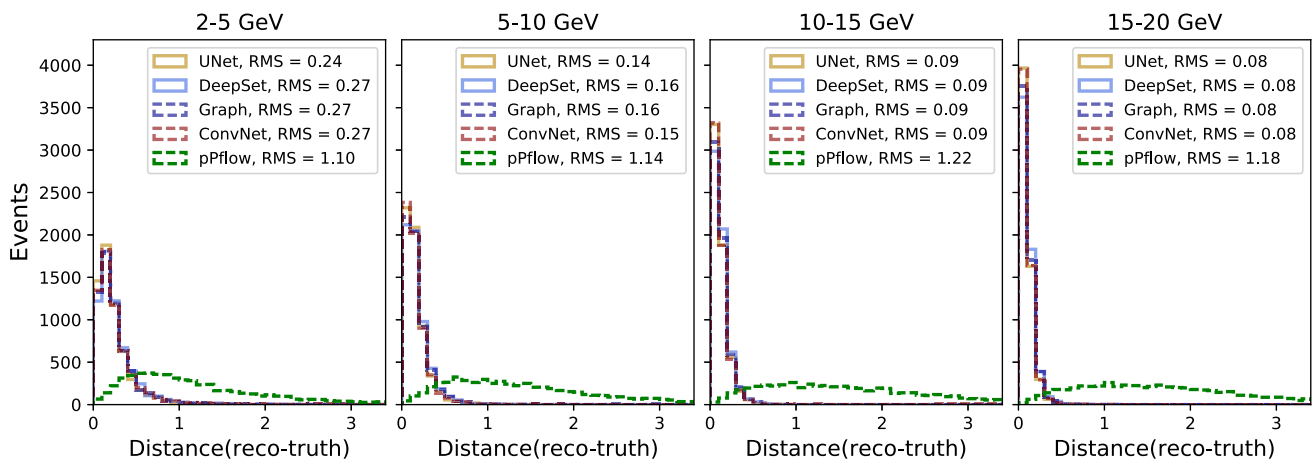 2-5 GeV
5-10 GeV
10-15 GeV
15-20 GeV
Events
4000
3500
3000
2500
2000
1500
1000
500
0
UNet, RMS = 0.24
DeepSet, RMS = 0.27
Graph, RMS = 0.27
ConvNet, RMS = 0.27
pPflow, RMS = 1.10
UNet, RMS = 0.14
DeepSet, RMS = 0.16
Graph, RMS = 0.16
ConvNet, RMS = 0.15
pPflow, RMS = 1.14
UNet, RMS = 0.09
DeepSet, RMS = 0.09
Graph, RMS = 0.09
ConvNet, RMS = 0.09
pPflow, RMS = 1.22
UNet, RMS = 0.08
DeepSet, RMS = 0.08
Graph, RMS = 0.08
ConvNet, RMS = 0.08
pPflow, RMS = 1.18
0 1 2 3
0 1 2 3
0 1 2 3
0 1 2 3
Distance(reco-truth)
Distance(reco-truth)
Distance(reco-truth)
Distance(reco-truth)